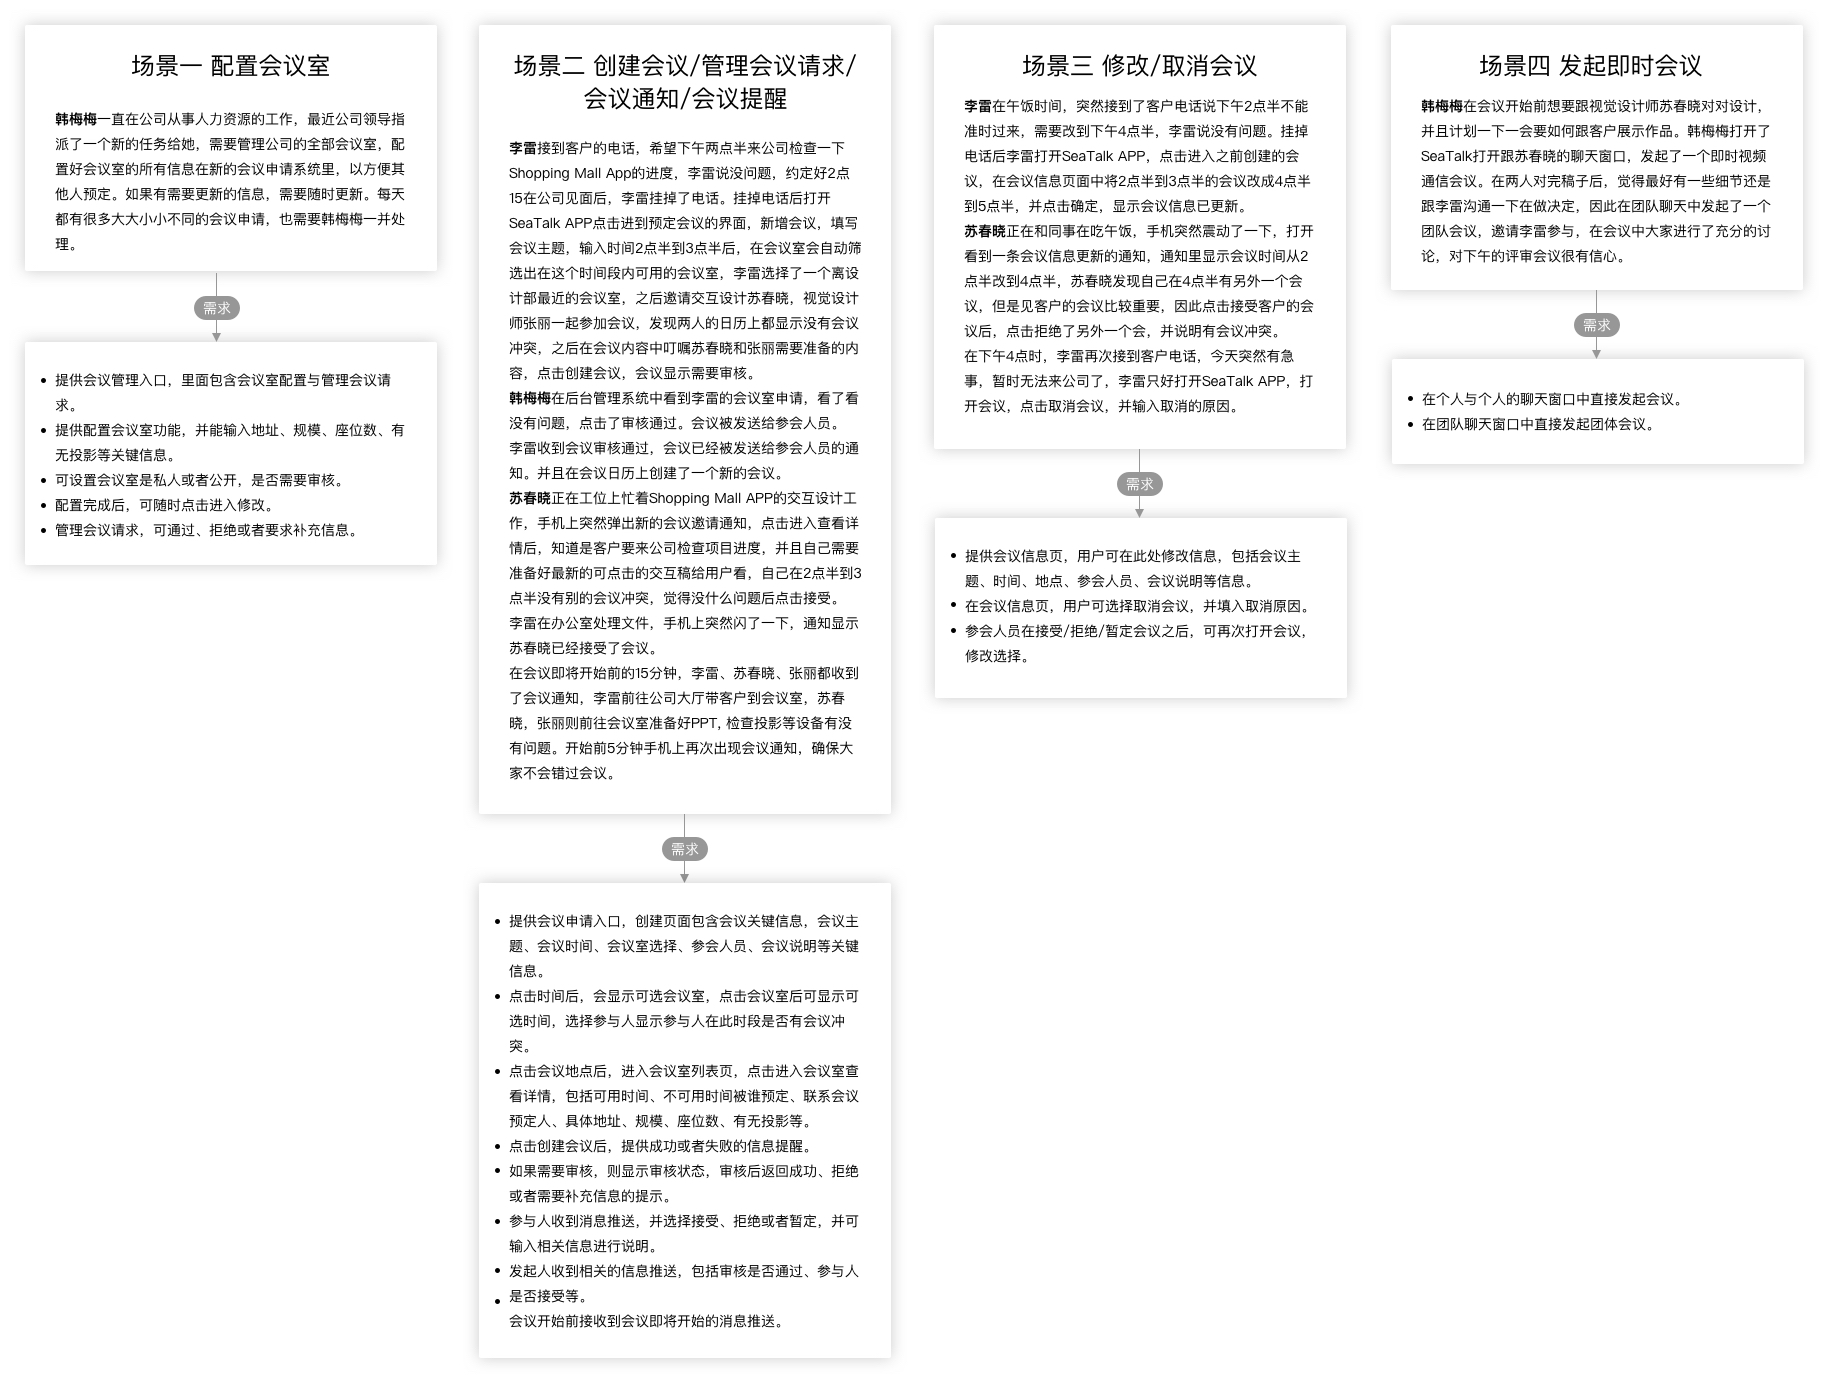 场景一 配置会议室
韩梅梅一直在公司从事人力资源的工作，最近公司领导指
派了一个新的任务给她，需要管理公司的全部会议室，配
置好会议室的所有信息在新的会议申请系统里，以方便其
他人预定。如果有需要更新的信息，需要随时更新。每天
都有很多大大小小不同的会议申请，也需要韩梅梅一并处
理。
需求
• 提供会议管理入口，里面包含会议室配置与管理会议请
求。
• 提供配置会议室功能，并能输入地址、规模、座位数、有
无投影等关键信息。
• 可设置会议室是私人或者公开，是否需要审核。
• 配置完成后，可随时点击进入修改。
• 管理会议请求，可通过、拒绝或者要求补充信息。
场景二 创建会议/管理会议请求/
会议通知/会议提醒
李雷接到客户的电话，希望下午两点半来公司检查一下
Shopping Mall App的进度，李雷说没问题，约定好2点
15在公司见面后，李雷挂掉了电话。挂掉电话后打开
SeaTalk APP点击进到预定会议的界面，新增会议，填写
会议主题，输入时间2点半到3点半后，在会议室会自动筛
选出在这个时间段内可用的会议室，李雷选择了一个离设
计部最近的会议室，之后邀请交互设计苏春晓，视觉设计
师张丽一起参加会议，发现两人的日历上都显示没有会议
冲突，之后在会议内容中叮嘱苏春晓和张丽需要准备的内
容，点击创建会议，会议显示需要审核。
韩梅梅在后台管理系统中看到李雷的会议室申请，看了看
没有问题，点击了审核通过。会议被发送给参会人员。
李雷收到会议审核通过，会议已经被发送给参会人员的通
知。并且在会议日历上创建了一个新的会议。
苏春晓正在工位上忙着Shopping Mall APP的交互设计工
作，手机上突然弹出新的会议邀请通知，点击进入查看详
情后，知道是客户要来公司检查项目进度，并且自己需要
准备好最新的可点击的交互稿给用户看，自己在2点半到3
点半没有别的会议冲突，觉得没什么问题后点击接受。
李雷在办公室处理文件，手机上突然闪了一下，通知显示
苏春晓已经接受了会议。
在会议即将开始前的15分钟，李雷、苏春晓、张丽都收到
了会议通知，李雷前往公司大厅带客户到会议室，苏春
晓，张丽则前往会议室准备好PPT, 检查投影等设备有没
有问题。开始前5分钟手机上再次出现会议通知，确保大
家不会错过会议。
需求
• 提供会议申请入口，创建页面包含会议关键信息，会议主
题、会议时间、会议室选择、参会人员、会议说明等关键
信息。
• 点击时间后，会显示可选会议室，点击会议室后可显示可
选时间，选择参与人显示参与人在此时段是否有会议冲
突。
• 点击会议地点后，进入会议室列表页，点击进入会议室查
看详情，包括可用时间、不可用时间被谁预定、联系会议
预定人、具体地址、规模、座位数、有无投影等。
• 点击创建会议后，提供成功或者失败的信息提醒。
• 如果需要审核，则显示审核状态，审核后返回成功、拒绝
或者需要补充信息的提示。
• 参与人收到消息推送，并选择接受、拒绝或者暂定，并可
输入相关信息进行说明。
• 发起人收到相关的信息推送，包括审核是否通过、参与人
是否接受等。
• 会议开始前接收到会议即将开始的消息推送。
场景三 修改/取消会议
李雷在午饭时间，突然接到了客户电话说下午2点半不能
准时过来，需要改到下午4点半，李雷说没有问题。挂掉
电话后李雷打开SeaTalk APP，点击进入之前创建的会
议，在会议信息页面中将2点半到3点半的会议改成4点半
到5点半，并点击确定，显示会议信息已更新。
苏春晓正在和同事在吃午饭，手机突然震动了一下，打开
看到一条会议信息更新的通知，通知里显示会议时间从2
点半改到4点半，苏春晓发现自己在4点半有另外一个会
议，但是见客户的会议比较重要，因此点击接受客户的会
议后，点击拒绝了另外一个会，并说明有会议冲突。
在下午4点时，李雷再次接到客户电话，今天突然有急
事，暂时无法来公司了，李雷只好打开SeaTalk APP，打
开会议，点击取消会议，并输入取消的原因。
需求
• 提供会议信息页，用户可在此处修改信息，包括会议主
题、时间、地点、参会人员、会议说明等信息。
• 在会议信息页，用户可选择取消会议，并填入取消原因。
• 参会人员在接受/拒绝/暂定会议之后，可再次打开会议，
修改选择。
场景四 发起即时会议
韩梅梅在会议开始前想要跟视觉设计师苏春晓对对设计，
并且计划一下一会要如何跟客户展示作品。韩梅梅打开了
SeaTalk打开跟苏春晓的聊天窗口，发起了一个即时视频
通信会议。在两人对完稿子后，觉得最好有一些细节还是
跟李雷沟通一下在做决定，因此在团队聊天中发起了一个
团队会议，邀请李雷参与，在会议中大家进行了充分的讨
论，对下午的评审会议很有信心。
需求
• 在个人与个人的聊天窗口中直接发起会议。
• 在团队聊天窗口中直接发起团体会议。